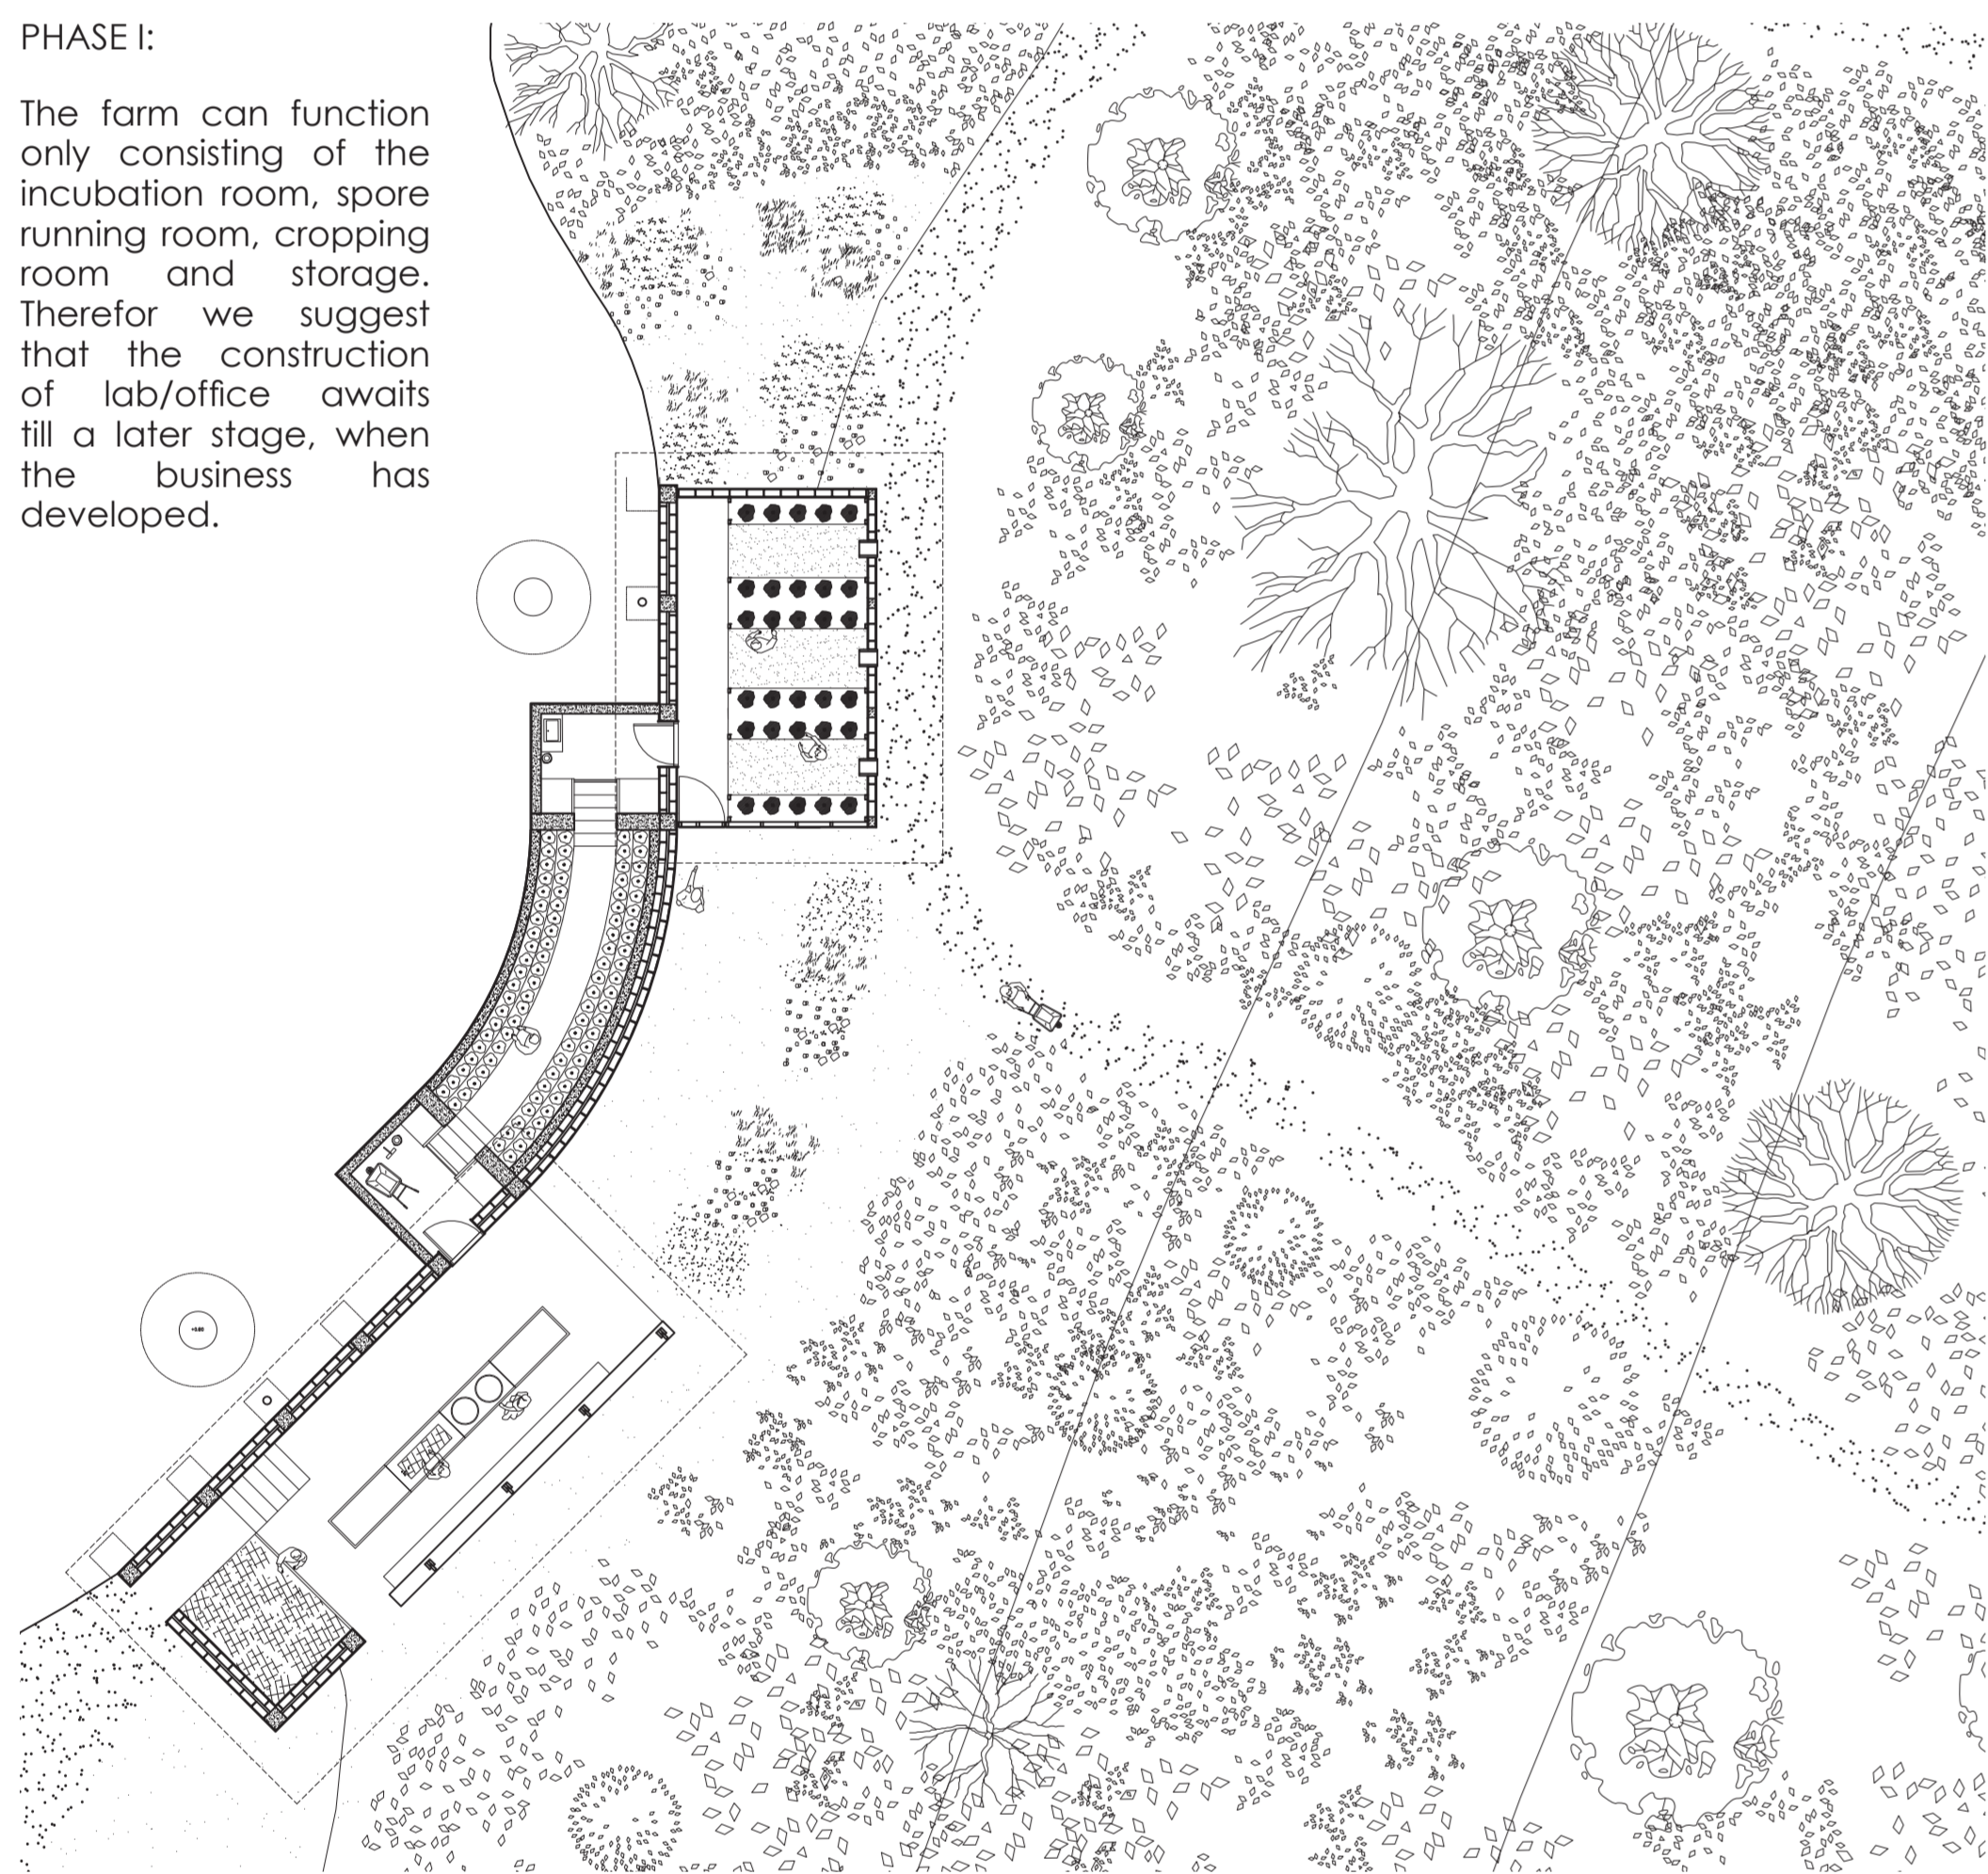 PHASE I:
The farm can function
only consisting of the
incubation room, spore
running room, cropping
room and storage.
Therefor we suggest
that the construction
of lab/office awaits
till a later stage, when
the business has
developed.